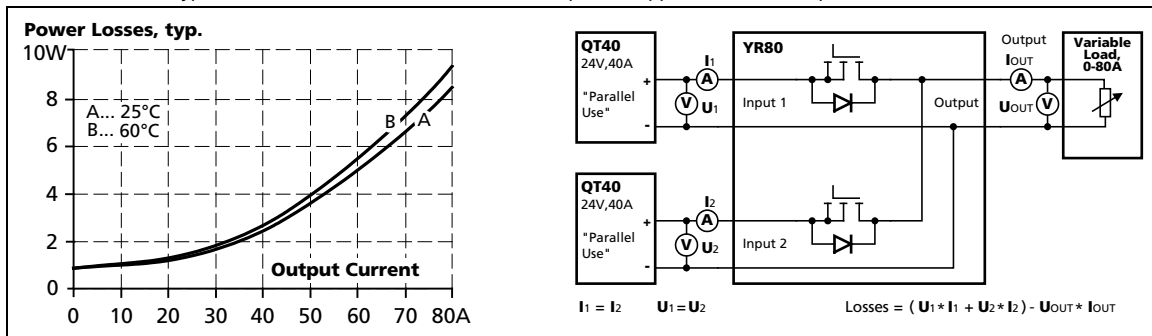 Power Losses, typ.
10W
8
6
4
2
0
A... 25°C
B... 60°C
B
A
Output Current
0 10 20 30 40 50 60 70 80A
QT40
24V,40A
"Parallel
Use"
+
-
I1
A
V
U1
YR80
Input 1
Output
Output
IOUT
A
UOUT
V
Variable
Load,
0-80A
QT40
24V,40A
"Parallel
Use"
+
-
I2
A
V
U2
Input 2
I1 = I2 U1=U2 Losses = ( U1*I1 + U2*I2) - UOUT* IOUT